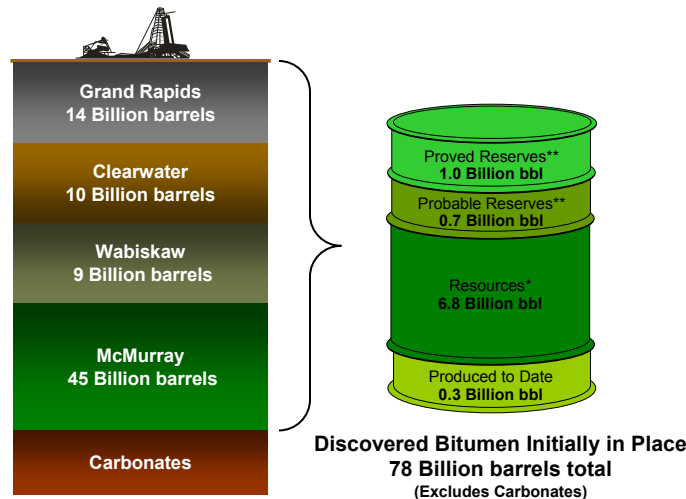 Grand Rapids
14 Billion barrels
Clearwater
10 Billion barrels
Wabiskaw
9 Billion barrels
McMurray
45 Billion barrels
Carbonates
Proved Reserves**
1.0 Billion bbl
Probable Reserves**
0.7 Billion bbl
Resources*
6.8 Billion bbl
Produced to Date
0.3 Billion bbl
Discovered Bitumen Initially in Place
78 Billion barrels total
(Excludes Carbonates)